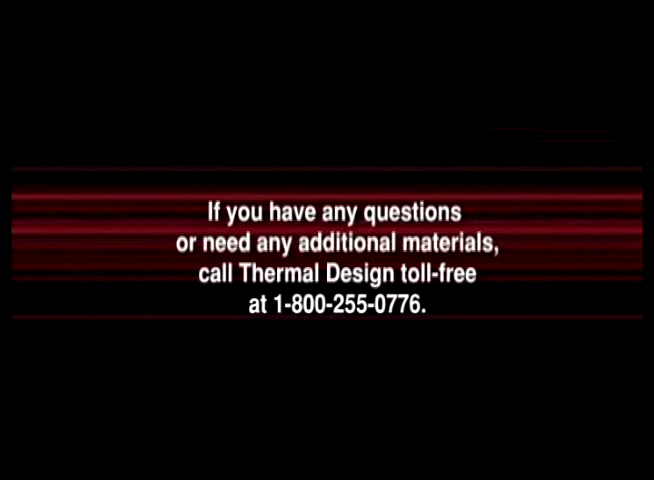 If you have any questions
or need any additional materials,
call Thermal Design toll-free
at 1-800-255-0776.